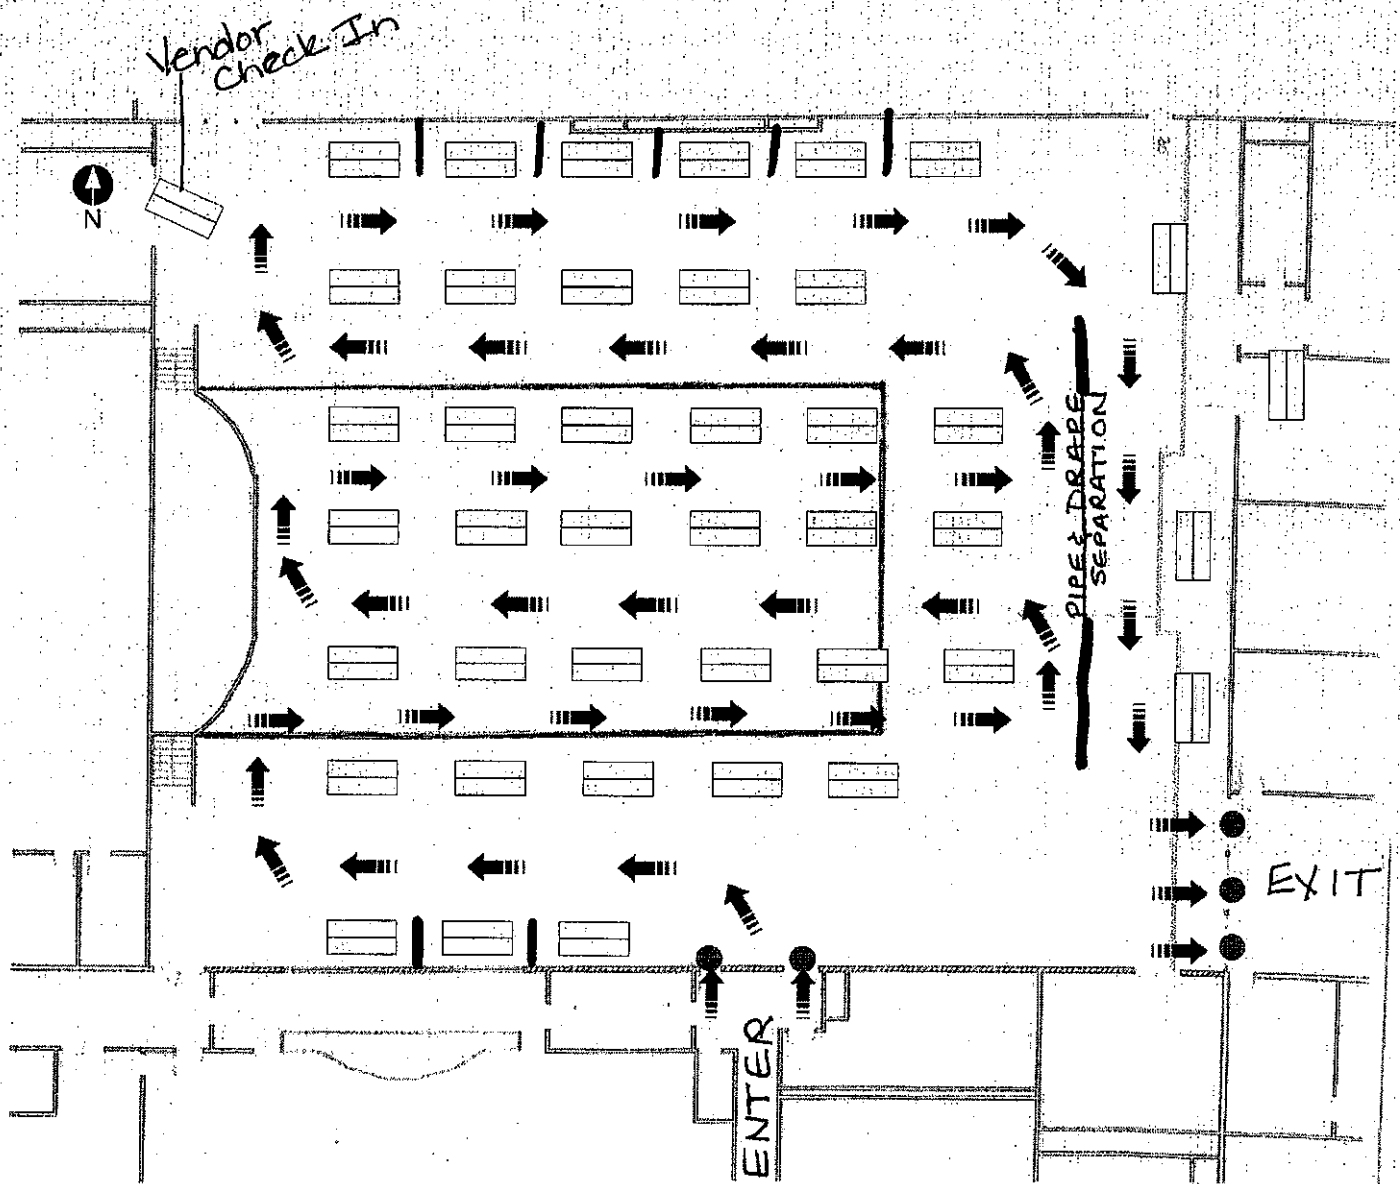 Vendor
Check In
N
PIPE & DRAPE
SEPARATION
EXIT
ENTER